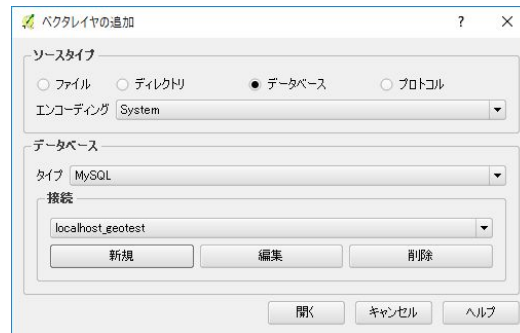 ベクタレイヤの追加 ? ×
ソースタイプ
ファイル ディレクトリ データベース プロトコル
エンコーディング System
データベース
タイプ MySQL
接続
localhost_geotest
新規 編集 削除
開く キャンセル ヘルプ